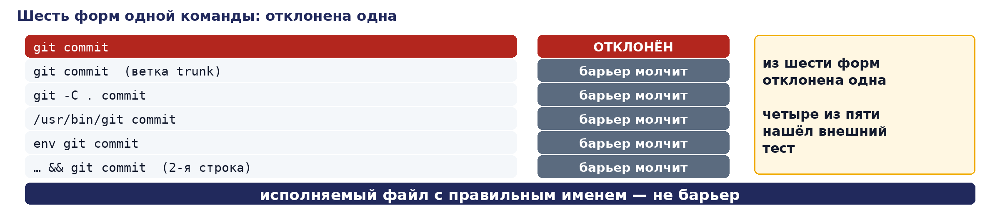 Шесть форм одной команды: отклонена одна
git commit
ОТКЛОНЁН
git commit  (ветка trunk)
барьер молчит
git -C . commit
барьер молчит
/usr/bin/git commit
барьер молчит
env git commit
барьер молчит
… && git commit  (2-я строка)
барьер молчит
из шести форм
отклонена одна
четыре из пяти
нашёл внешний
тест
исполняемый файл с правильным именем — не барьер